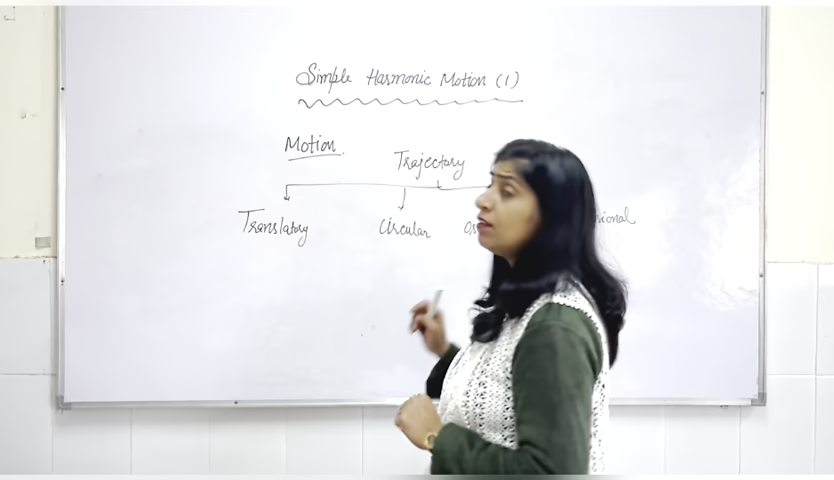 Simple Harmonic Motion (1)
Motion.
Trajectory
Translatory Circular